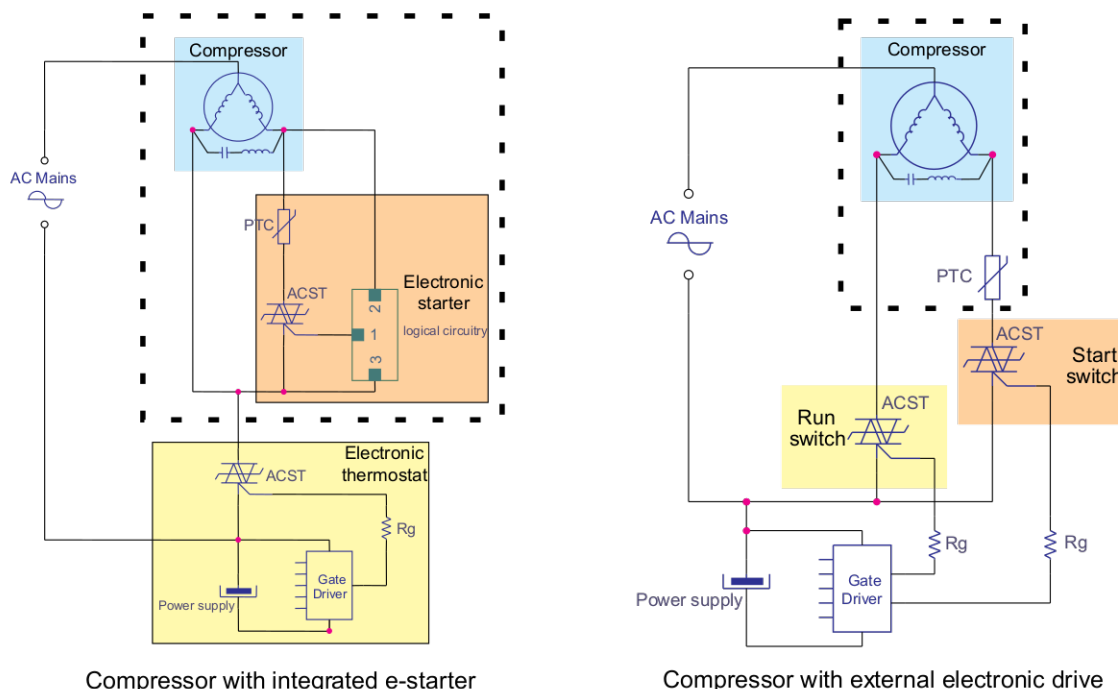 Compressor
AC Mains
PTC
ACST
Electronic
starter
logical circuitry
2
1
3
Electronic
thermostat
ACST
Rg
Gate
Driver
Power supply
Compressor with integrated e-starter
Compressor
AC Mains
PTC
ACST
Start
switch
Run
switch
ACST
Rg
Rg
Gate
Driver
Power supply
Compressor with external electronic drive